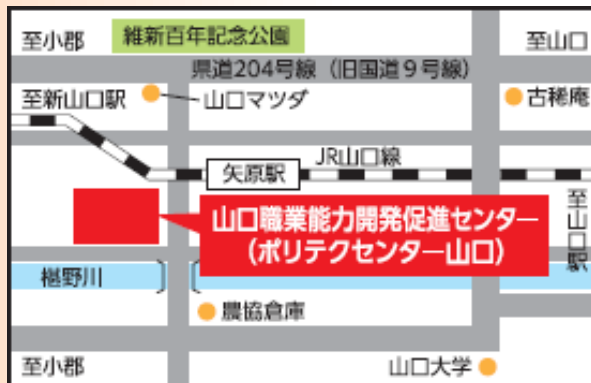 至小郡
維新百年記念公園
至山口
県道204号線（旧国道9号線）
至新山口駅
山口マツダ
古稀庵
JR山口線
矢原駅
山口職業能力開発促進センター
（ポリテクセンター山口）
至山口駅
椹野川
農協倉庫
至小郡
山口大学